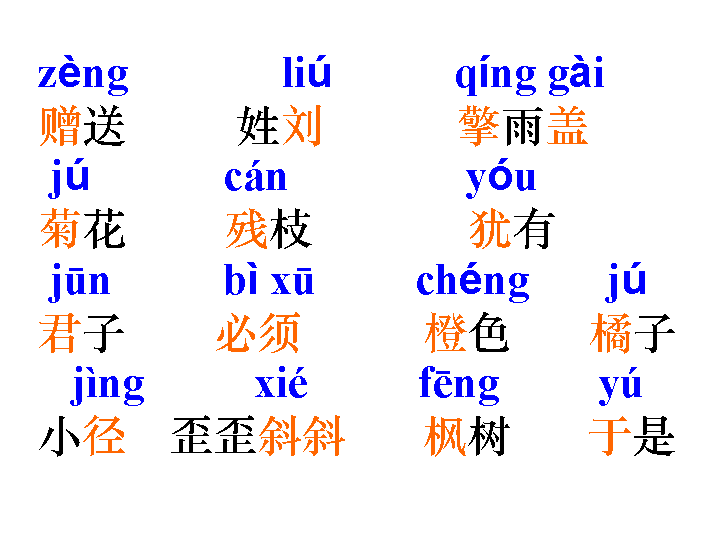 zèng liú qíng gài
赠送 姓刘 擎雨盖
jú cán yóu
菊花 残枝 犹有
jūn bì xū chéng jú
君子 必须 橙色 橘子
jìng xié fēng yú
小径 歪歪斜斜 枫树 于是